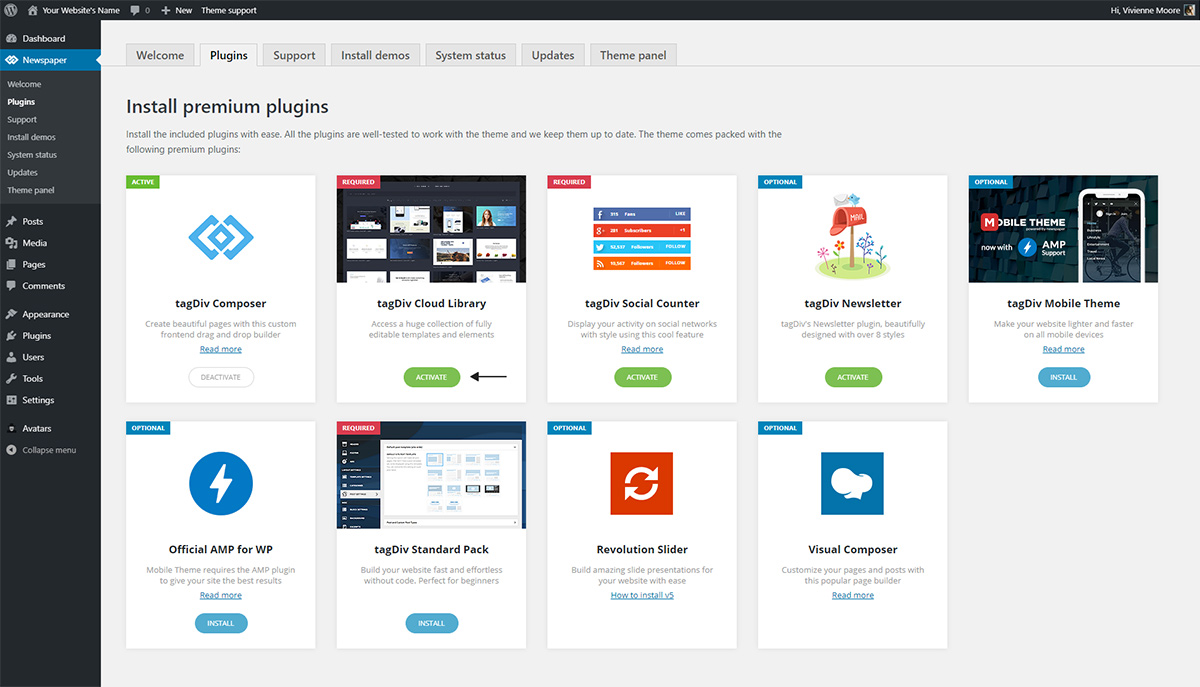 Your Website's Name 0 New Theme support Hi, Vivienne Moore
Dashboard
Newspaper
Welcome
Plugins
Support
Install demos
System status
Updates
Theme panel
Posts
Media
Pages
Comments
Appearance
Plugins
Users
Tools
Settings
Avatars
Collapse menu
Welcome Plugins Support Install demos System status Updates Theme panel
Install premium plugins
Install the included plugins with ease. All the plugins are well-tested to work with the theme and we keep them up to date. The theme comes packed with the
following premium plugins:
ACTIVE
tagDiv Composer
Create beautiful pages with this custom
frontend drag and drop builder
Read more
DEACTIVATE
REQUIRED
tagDiv Cloud Library
Access a huge collection of fully
editable templates and elements
ACTIVATE
REQUIRED
315 Fans LIKE
281 Subscribers +1
52,537 Followers FOLLOW
18,567 Followers FOLLOW
tagDiv Social Counter
Display your activity on social networks
with style using this cool feature
Read more
ACTIVATE
OPTIONAL
MAIL
tagDiv Newsletter
tagDiv's Newsletter plugin, beautifully
designed with over 8 styles
ACTIVATE
OPTIONAL
MOBILE THEME
powered by newspaper
now with AMP
Support
tagDiv Mobile Theme
Make your website lighter and faster
on all mobile devices
Read more
INSTALL
OPTIONAL
Official AMP for WP
Mobile Theme requires the AMP plugin
to give your site the best results
Read more
INSTALL
REQUIRED
tagDiv Standard Pack
Build your website fast and effortless
without code, Perfect for beginners
INSTALL
OPTIONAL
Revolution Slider
Build amazing slide presentations for
your website with ease
How to install v5
OPTIONAL
Visual Composer
Customize your pages and posts with
this popular page builder
Read more